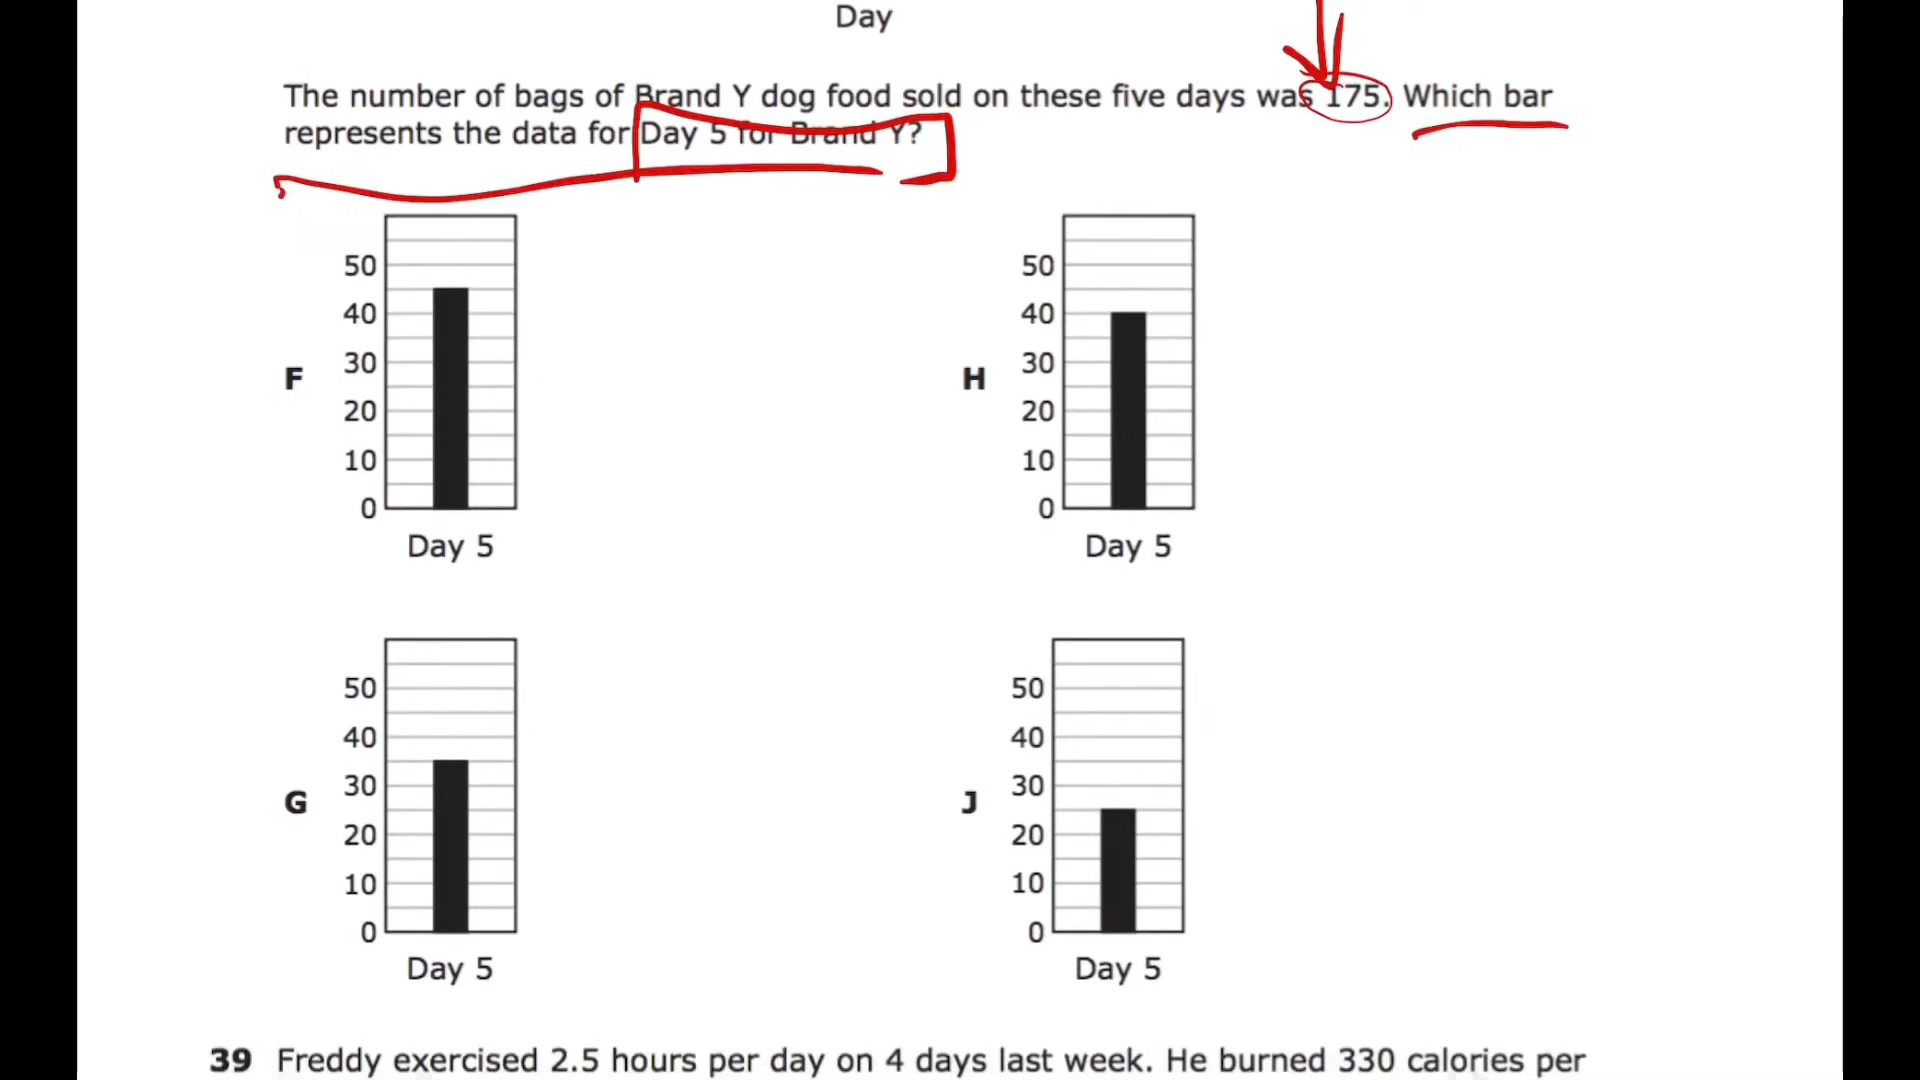 Day
The number of bags of Brand Y dog food sold on these five days was 175. Which bar
represents the data for Day 5 for Brand Y?
F
50
40
30
20
10
0
Day 5
H
50
40
30
20
10
0
Day 5
G
50
40
30
20
10
0
Day 5
J
50
40
30
20
10
0
Day 5
39 Freddy exercised 2.5 hours per day on 4 days last week. He burned 330 calories per